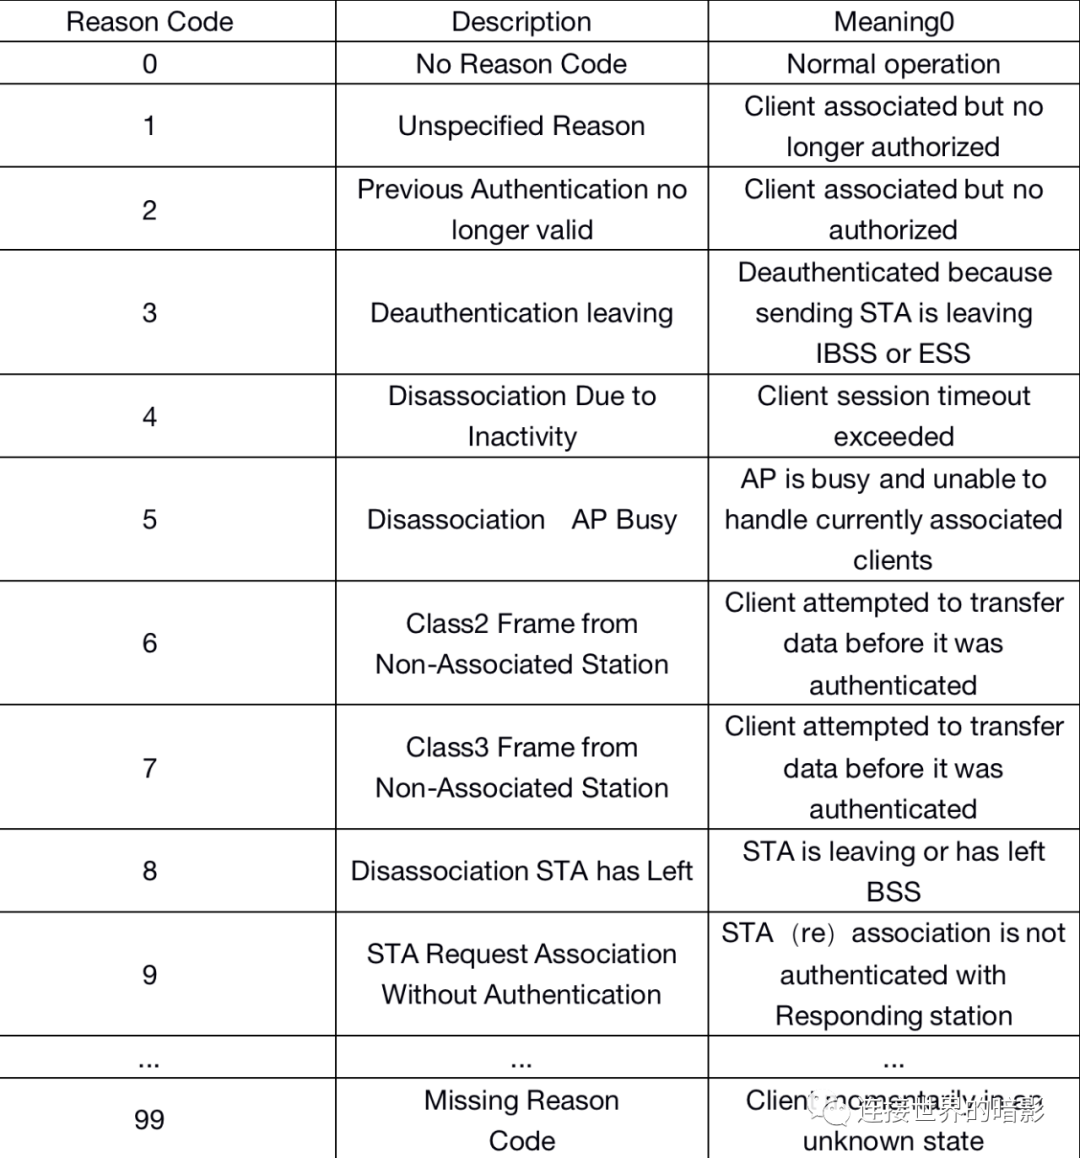 Reason Code Description Meaning0
0 No Reason Code Normal operation
1 Unspecified Reason Client associated but no
longer authorized
2 Previous Authentication no
longer valid Client associated but no
authorized
3 Deauthentication leaving Deauthenticated because
sending STA is leaving
IBSS or ESS
4 Disassociation Due to
Inactivity Client session timeout
exceeded
5 Disassociation AP Busy AP is busy and unable to
handle currently associated
clients
6 Class2 Frame from
Non-Associated Station Client attempted to transfer
data before it was
authenticated
7 Class3 Frame from
Non-Associated Station Client attempted to transfer
data before it was
authenticated
8 Disassociation STA has Left STA is leaving or has left
BSS
9 STA Request Association
Without Authentication STA（re）association is not
authenticated with
Responding station
... ... ...
99 Missing Reason
Code Client momentarily in an
unknown state
连接世界的暗影